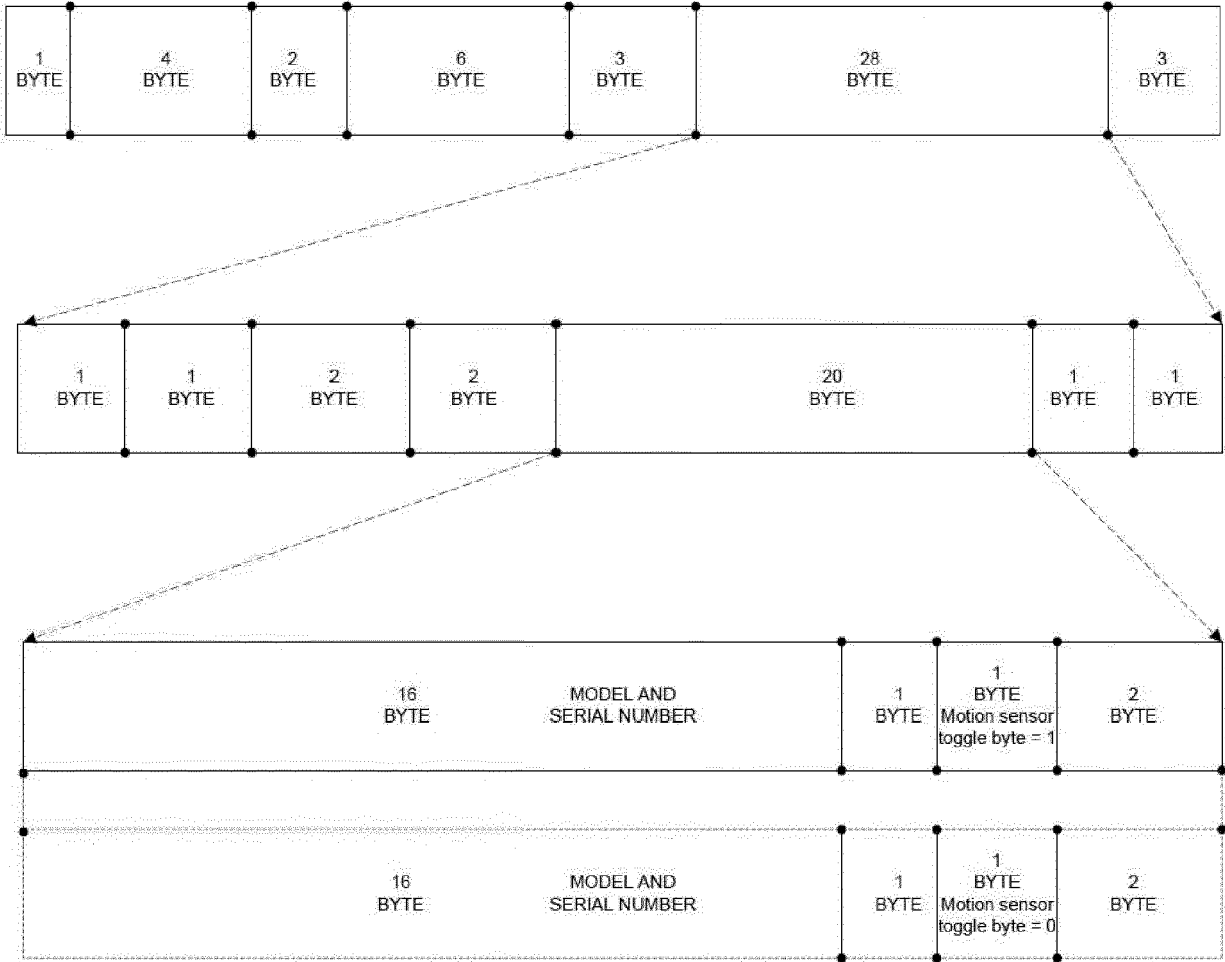 1 4 2 6 3 28 3
BYTE BYTE BYTE BYTE BYTE BYTE BYTE
1 1 2 2 20 1 1
BYTE BYTE BYTE BYTE BYTE BYTE BYTE
16 MODEL AND 1 1 2
BYTE SERIAL NUMBER BYTE BYTE BYTE
Motion sensor
toggle byte = 1
16 MODEL AND 1 1 2
BYTE SERIAL NUMBER BYTE BYTE BYTE
Motion sensor
toggle byte = 0